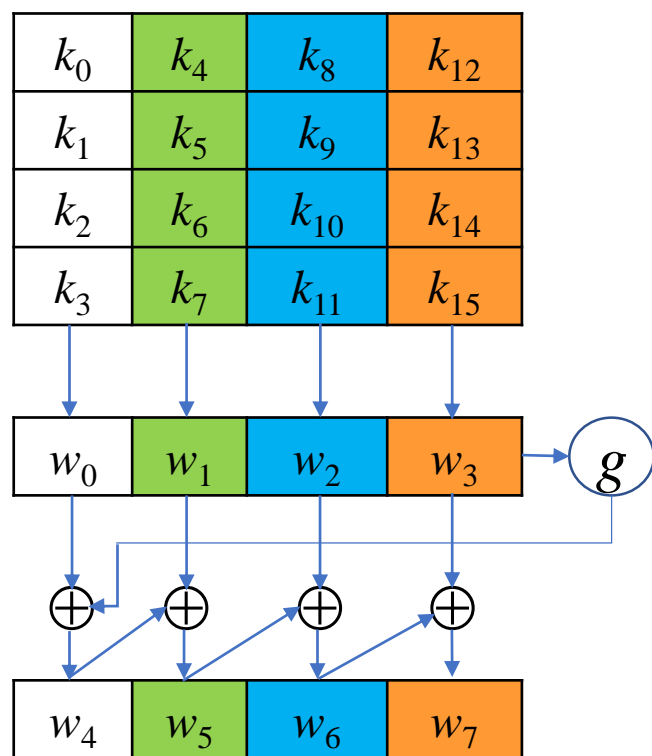 k₀ k₄ k₈ k₁₂
k₁ k₅ k₉ k₁₃
k₂ k₆ k₁₀ k₁₄
k₃ k₇ k₁₁ k₁₅
w₀ w₁ w₂ w₃ g
w₄ w₅ w₆ w₇